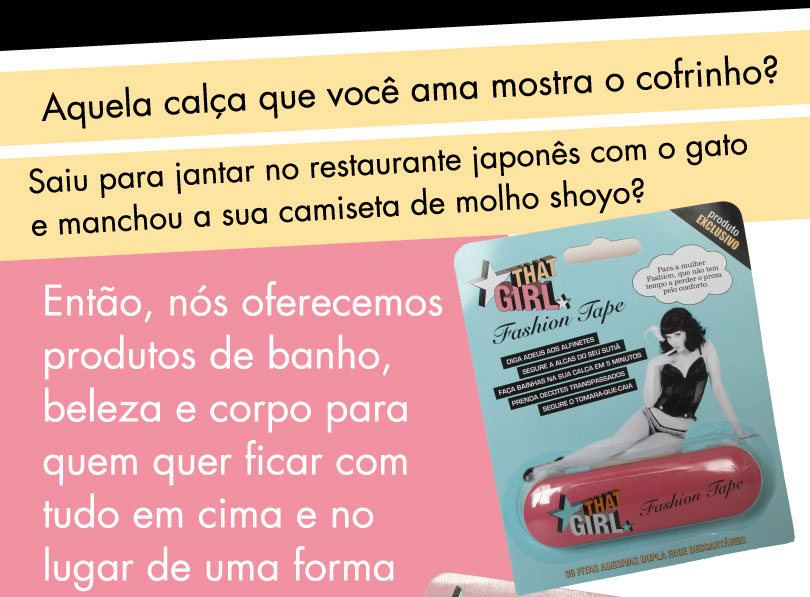 Aquela calça que você ama mostra o cofrinho?
Saiu para jantar no restaurante japonês com o gato
e manchou a sua camiseta de molho shoyo?
Então, nós oferecemos
produtos de banho,
beleza e corpo para
quem quer ficar com
tudo em cima e no
lugar de uma forma
produto
EXCLUSIVO
THAT
GIRL
Fashion Tape
Para a mulher
Fashion, que não tem
tempo a perder e preza
pelo conforto.
DIGA ADEUS AOS ALFINETES
SEGURE A ALÇAS DO SEU SUTIÃ
FAÇA BAINHAS NA SUA CALÇA EM 5 MINUTOS
PRENDA DECOTES TRANSPASSADOS
SEGURE O TOMARA-QUE-CAIA
THAT
GIRL
Fashion Tape
36 FITAS ADESIVAS DUPLA FACE DESCARTÁVEIS